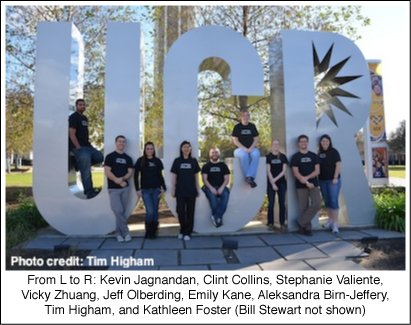 UCR
Photo credit: Tim Higham
From L to R: Kevin Jagnandan, Clint Collins, Stephanie Valiente,
Vicky Zhuang, Jeff Olberding, Emily Kane, Aleksandra Birn-Jeffery,
Tim Higham, and Kathleen Foster (Bill Stewart not shown)